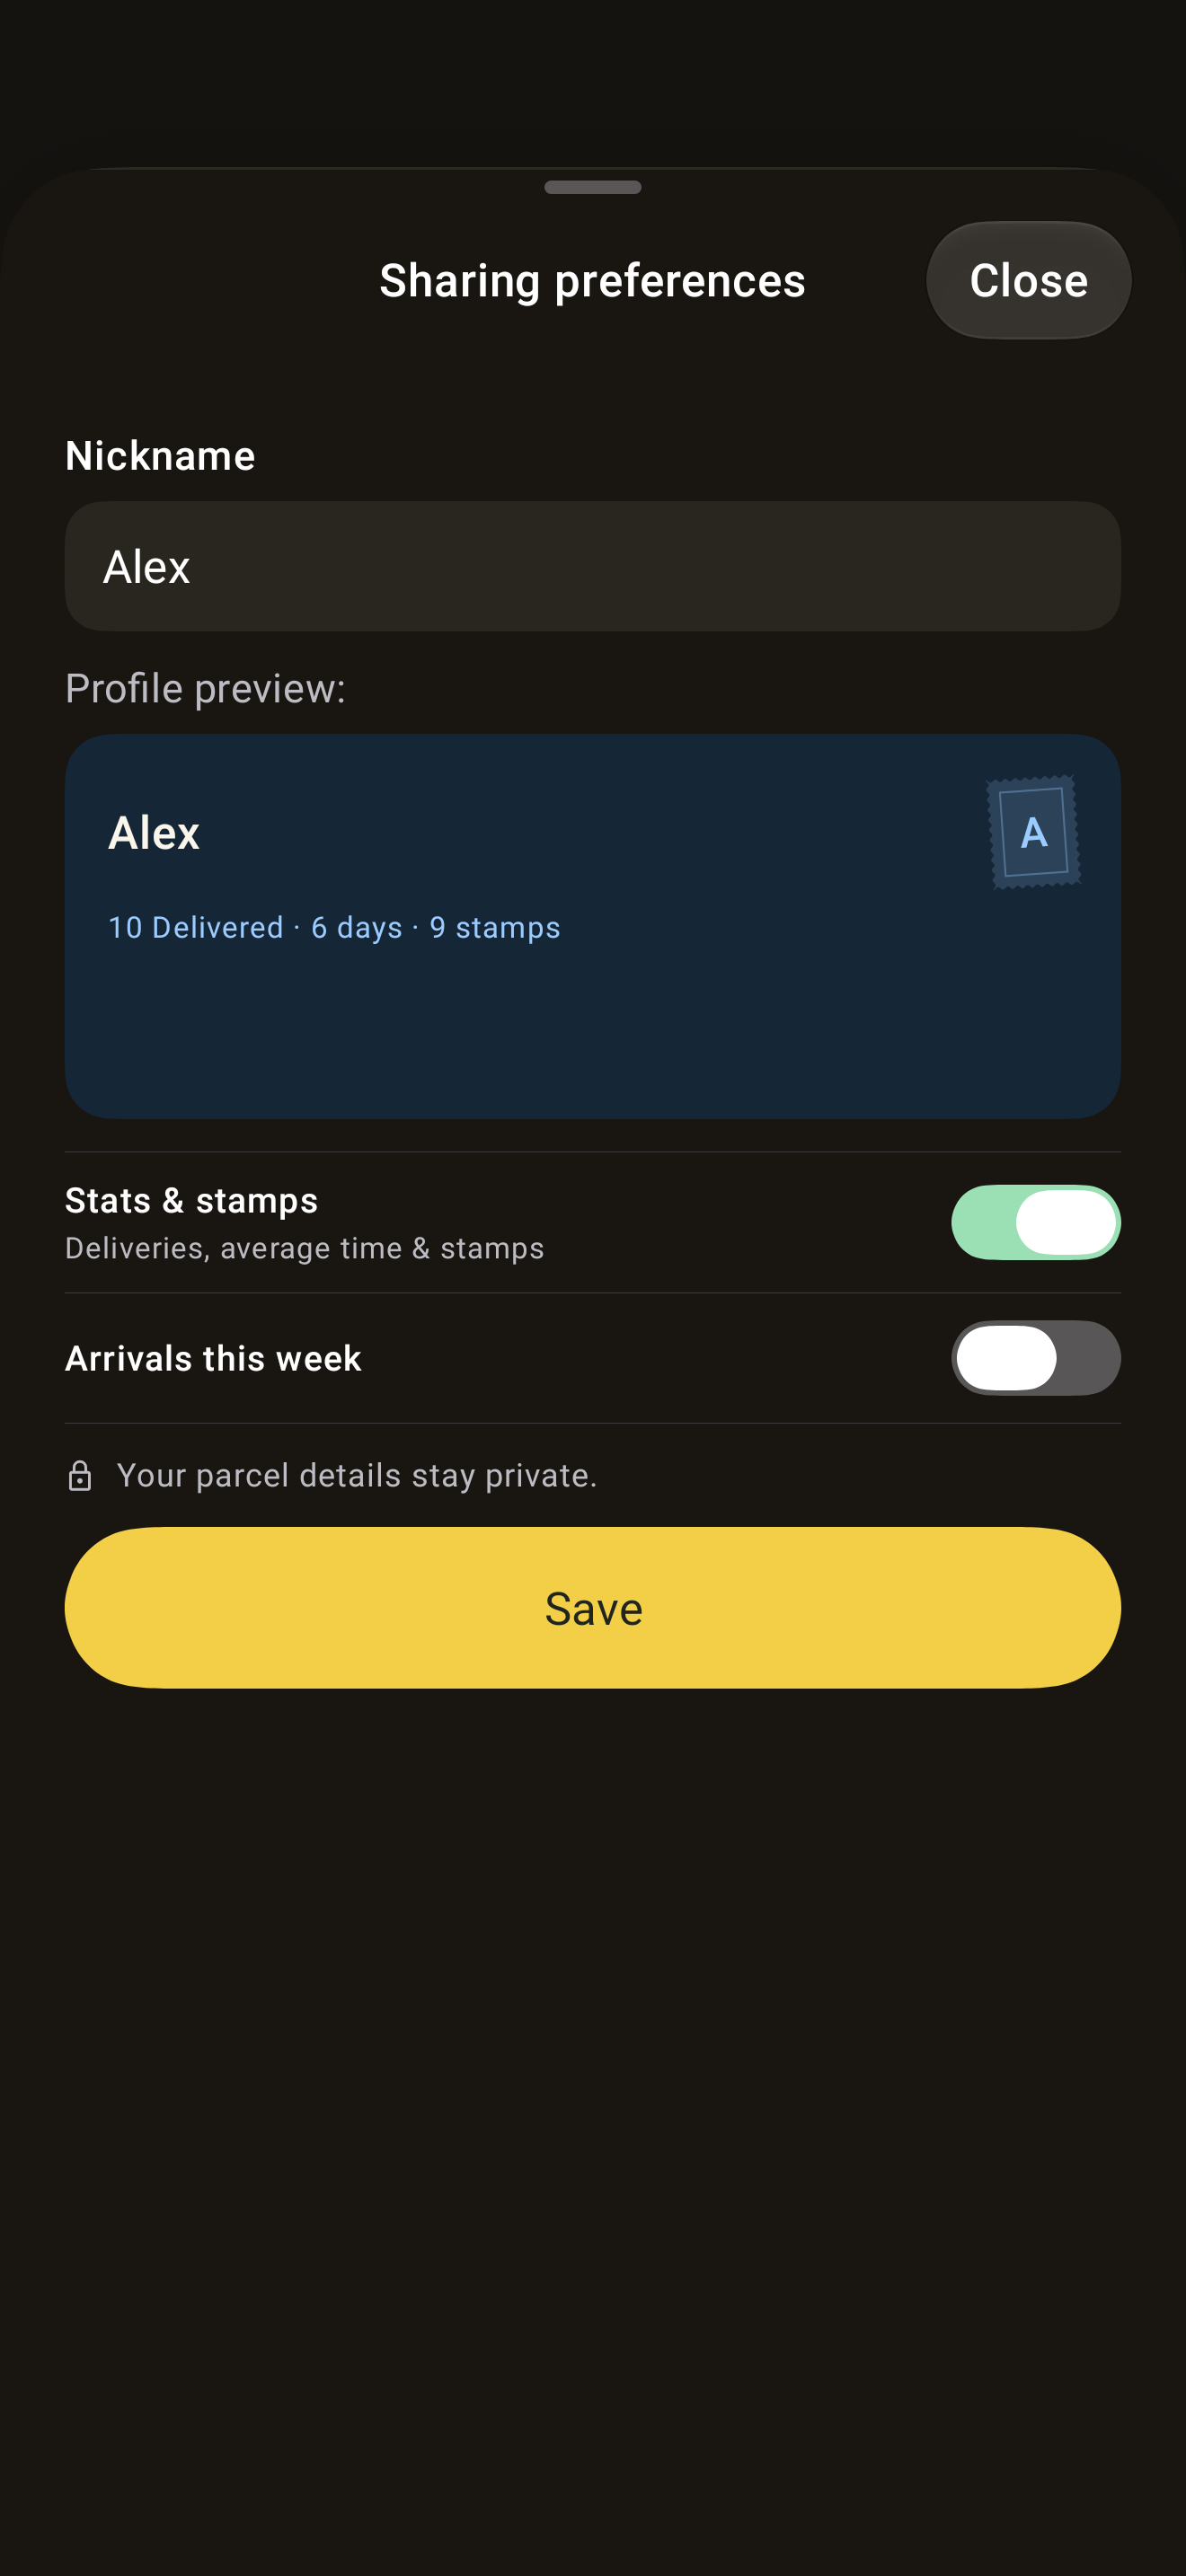 Sharing preferences
Close
Nickname
Alex
Profile preview:
Alex
A
10 Delivered · 6 days · 9 stamps
Stats & stamps
Deliveries, average time & stamps
Arrivals this week
Your parcel details stay private.
Save